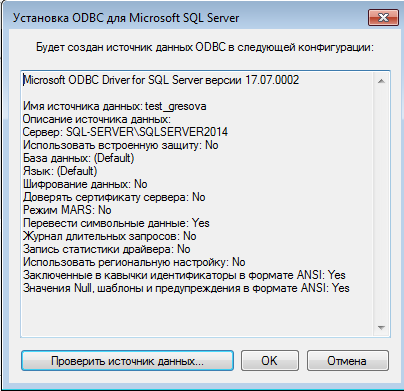 Установка ODBC для Microsoft SQL Server
Будет создан источник данных ODBC в следующей конфигурации:
Microsoft ODBC Driver for SQL Server версии 17.07.0002
Имя источника данных: test_gresova
Описание источника данных:
Сервер: SQL-SERVER\SQLSERVER2014
Использовать встроенную защиту: No
База данных: (Default)
Язык: (Default)
Шифрование данных: No
Доверять сертификату сервера: No
Режим MARS: No
Перевести символьные данные: Yes
Журнал длительных запросов: No
Запись статистики драйвера: No
Использовать региональную настройку: No
Заключенные в кавычки идентификаторы в формате ANSI: Yes
Значения Null, шаблоны и предупреждения в формате ANSI: Yes
Проверить источник данных... OK Отмена